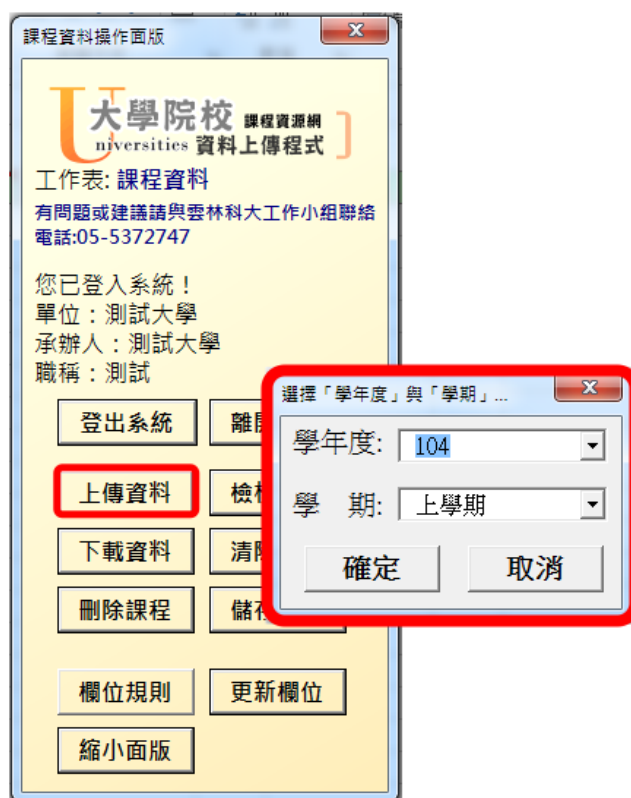 課程資料操作面版
大學院校 課程資源網
Universities 資料上傳程式
工作表: 課程資料
有問題或建議請與雲林科大工作小組聯絡
電話:05-5372747
您已登入系統！
單位：測試大學
承辦人：測試大學
職稱：測試
登出系統
上傳資料
下載資料
清除
刪除課程
儲存
欄位規則 更新欄位
縮小面版
選擇「學年度」與「學期」...
學年度: 104
學 期: 上學期
確定 取消